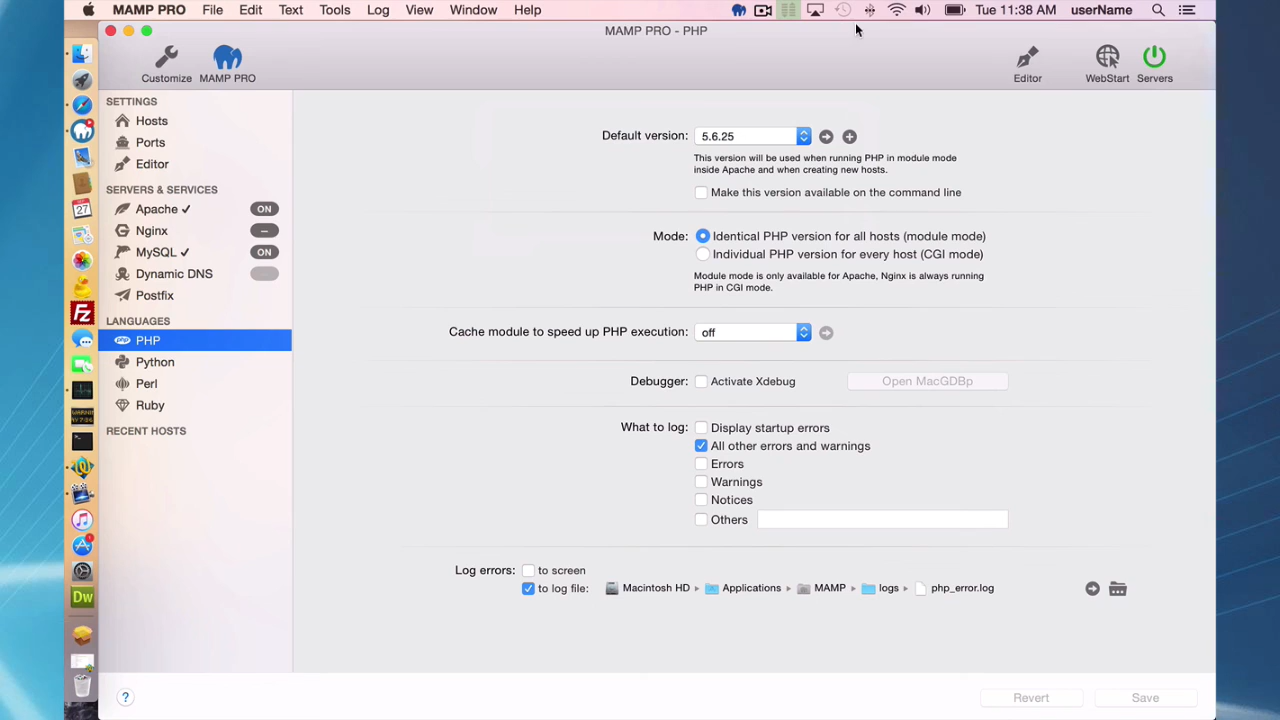 MAMP PRO File Edit Text Tools Log View Window Help Tue 11:38 AM userName
MAMP PRO - PHP
Customize MAMP PRO Editor WebStart Servers
SETTINGS
Hosts
Ports
Editor
SERVERS & SERVICES
Apache ✓ ON
Nginx –
MySQL ✓ ON
Dynamic DNS
Postfix
LANGUAGES
php PHP
Python
Perl
Ruby
RECENT HOSTS
Default version: 5.6.25
This version will be used when running PHP in module mode
inside Apache and when creating new hosts.
Make this version available on the command line
Mode: Identical PHP version for all hosts (module mode)
Individual PHP version for every host (CGI mode)
Module mode is only available for Apache, Nginx is always running
PHP in CGI mode.
Cache module to speed up PHP execution: off
Debugger: Activate Xdebug Open MacGDBp
What to log: Display startup errors
All other errors and warnings
Errors
Warnings
Notices
Others
Log errors: to screen
to log file: Macintosh HD ▸ Applications ▸ MAMP ▸ logs ▸ php_error.log
? Revert Save
27
Fz
Dw